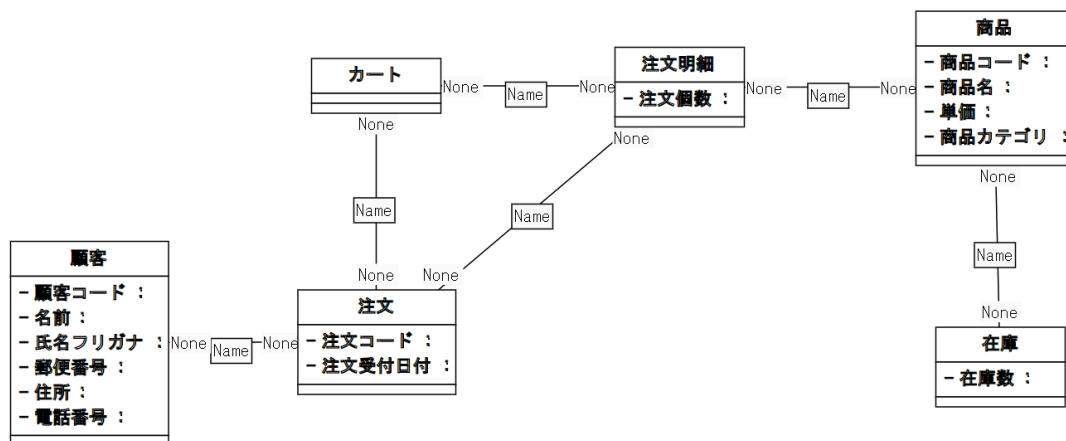 商品
- 商品コード :
- 商品名 :
- 単価 :
- 商品カテゴリ :
カート
注文明細
- 注文個数 :
None
Name
None
None
Name
None
None
None
None
Name
Name
Name
None
None
None
顧客
- 顧客コード :
- 名前 :
- 氏名フリガナ :
- 郵便番号 :
- 住所 :
- 電話番号 :
None
Name
None
注文
- 注文コード :
- 注文受付日付 :
在庫
- 在庫数 :